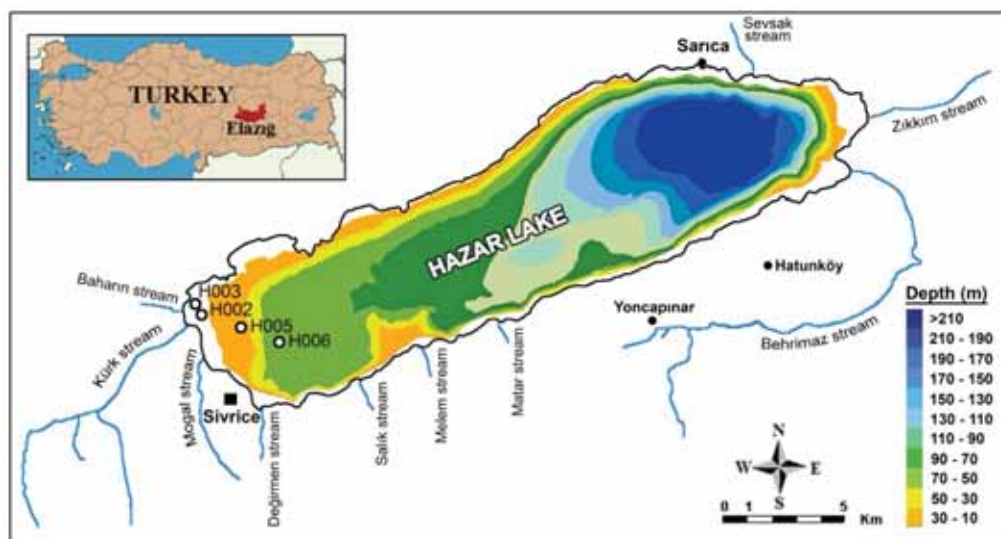 TURKEY
Elazığ
Sevsak
stream
Sarıca
Zıkkım stream
HAZAR LAKE
Baharın stream
H003
H002
H005
H006
Kürk stream
Mogal stream
Sivrice
Değirmen stream
Salık stream
Melem stream
Matar stream
Yoncapınar
Hatunköy
Behrimaz stream
Depth (m)
>210
210 - 190
190 - 170
170 - 150
150 - 130
130 - 110
110 - 90
90 - 70
70 - 50
50 - 30
30 - 10
N
W E
S
0 1 5
Km